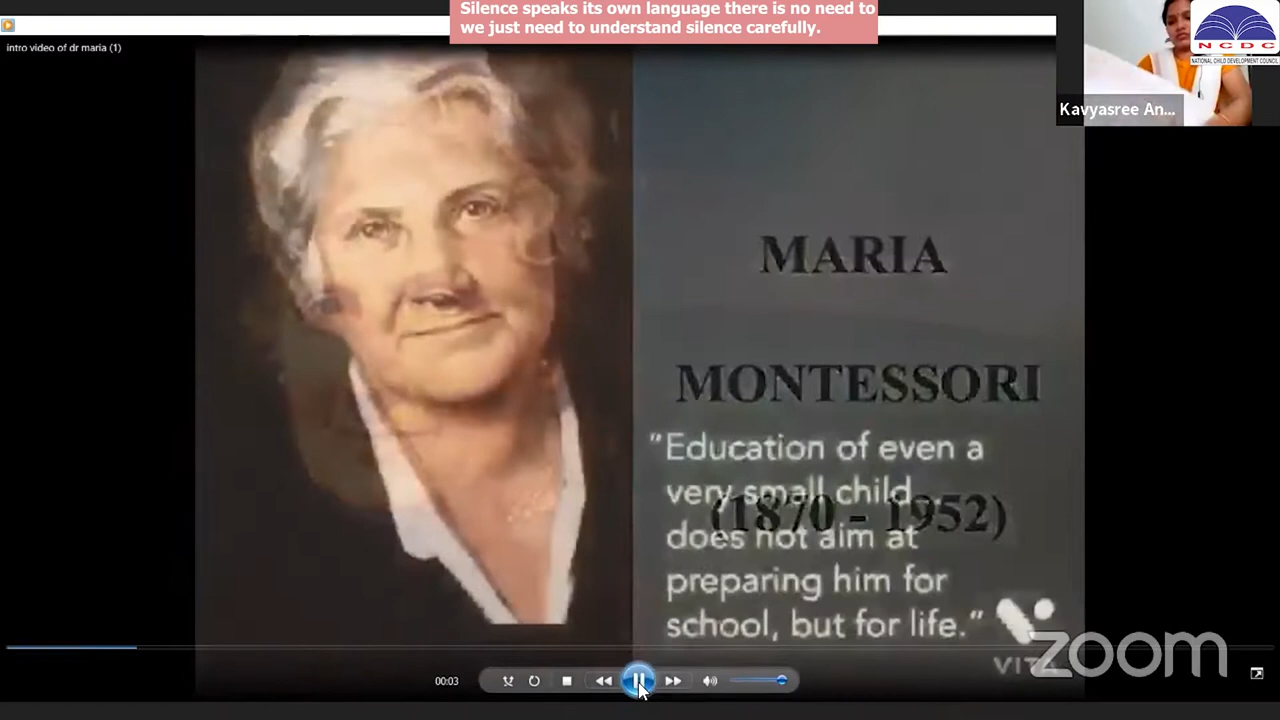 Silence speaks its own language there is no need to
we just need to understand silence carefully.
intro video of dr maria (1)
NCDC
NATIONAL CHILD DEVELOPMENT COUNCIL
Kavyasree An...
MARIA
MONTESSORI
(1870 - 1952)
"Education of even a
very small child
does not aim at
preparing him for
school, but for life."
VITA
zoom
00:03